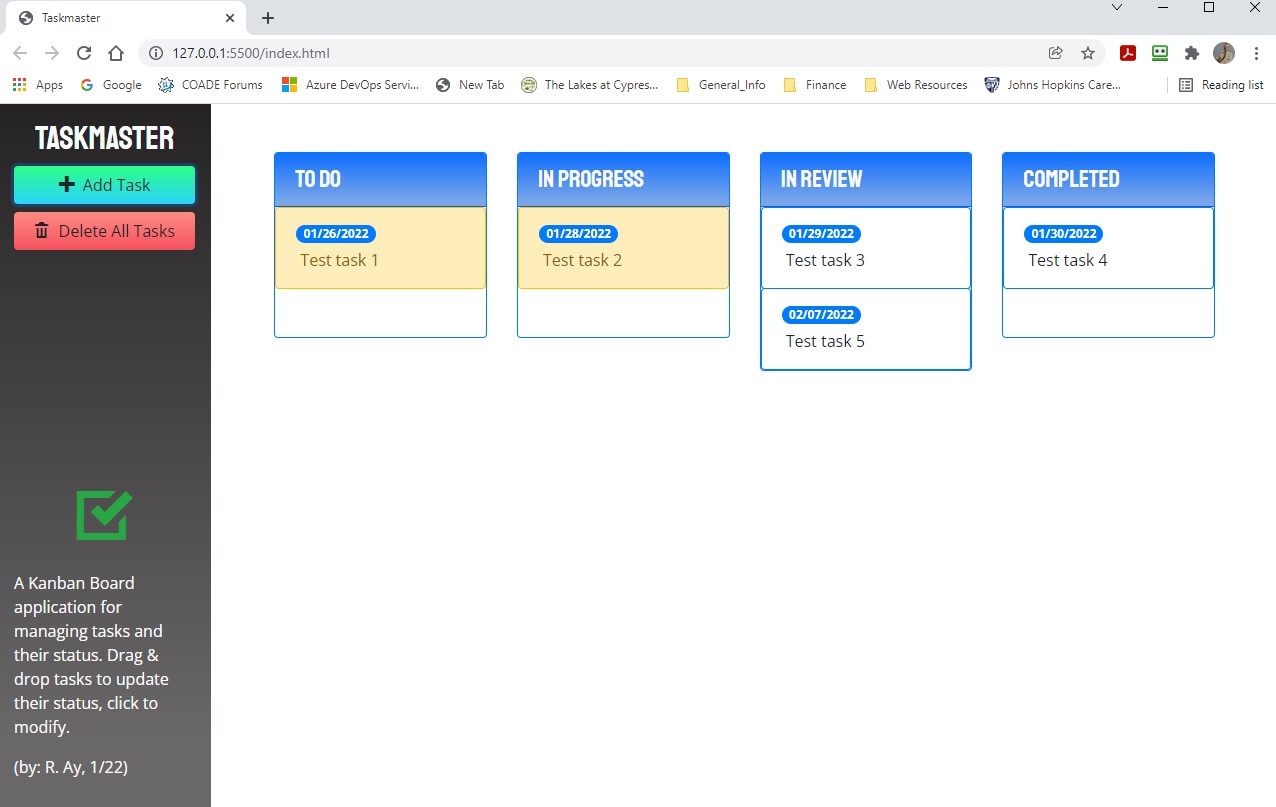 Taskmaster
127.0.0.1:5500/index.html
Apps Google COADE Forums Azure DevOps Servi... New Tab The Lakes at Cypres... General_Info Finance Web Resources Johns Hopkins Care... Reading list
TASKMASTER
Add Task
Delete All Tasks
A Kanban Board
application for
managing tasks and
their status. Drag &
drop tasks to update
their status, click to
modify.
(by: R. Ay, 1/22)
TO DO
01/26/2022
Test task 1
IN PROGRESS
01/28/2022
Test task 2
IN REVIEW
01/29/2022
Test task 3
02/07/2022
Test task 5
COMPLETED
01/30/2022
Test task 4